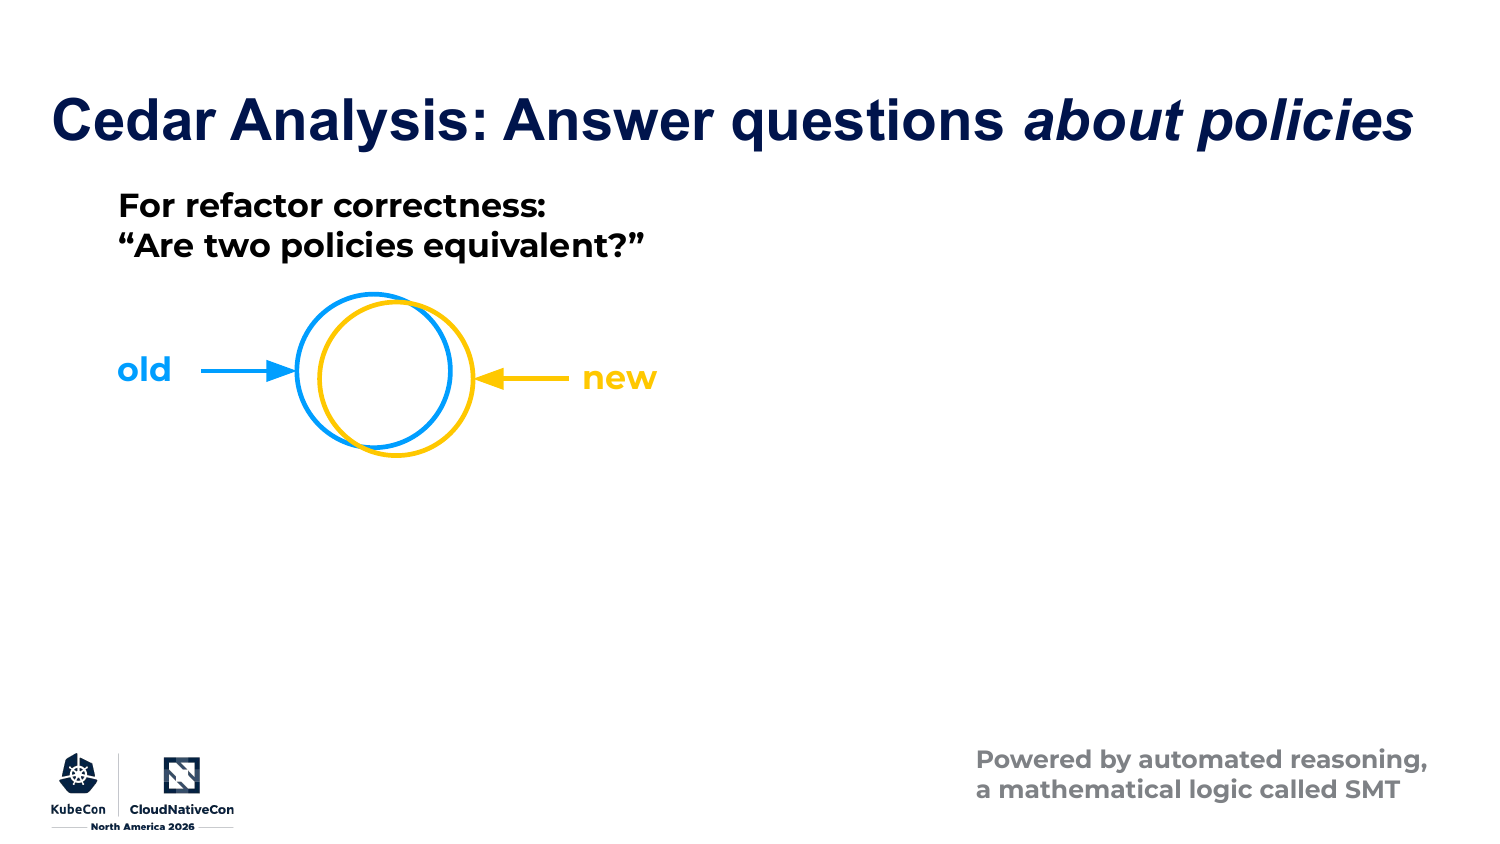 Cedar Analysis: Answer questions about policies
For refactor correctness:
“Are two policies equivalent?”
old
new
Powered by automated reasoning,
a mathematical logic called SMT
KubeCon
CloudNativeCon
North America 2026